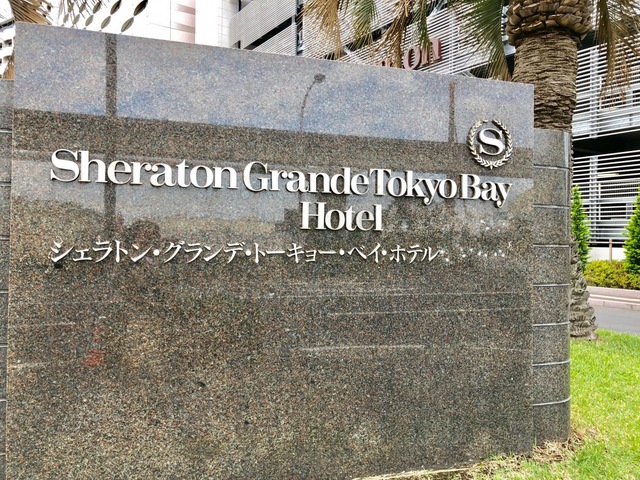 S
Sheraton Grande Tokyo Bay
Hotel
シェラトン・グランデ・トーキョー・ベイ・ホテル